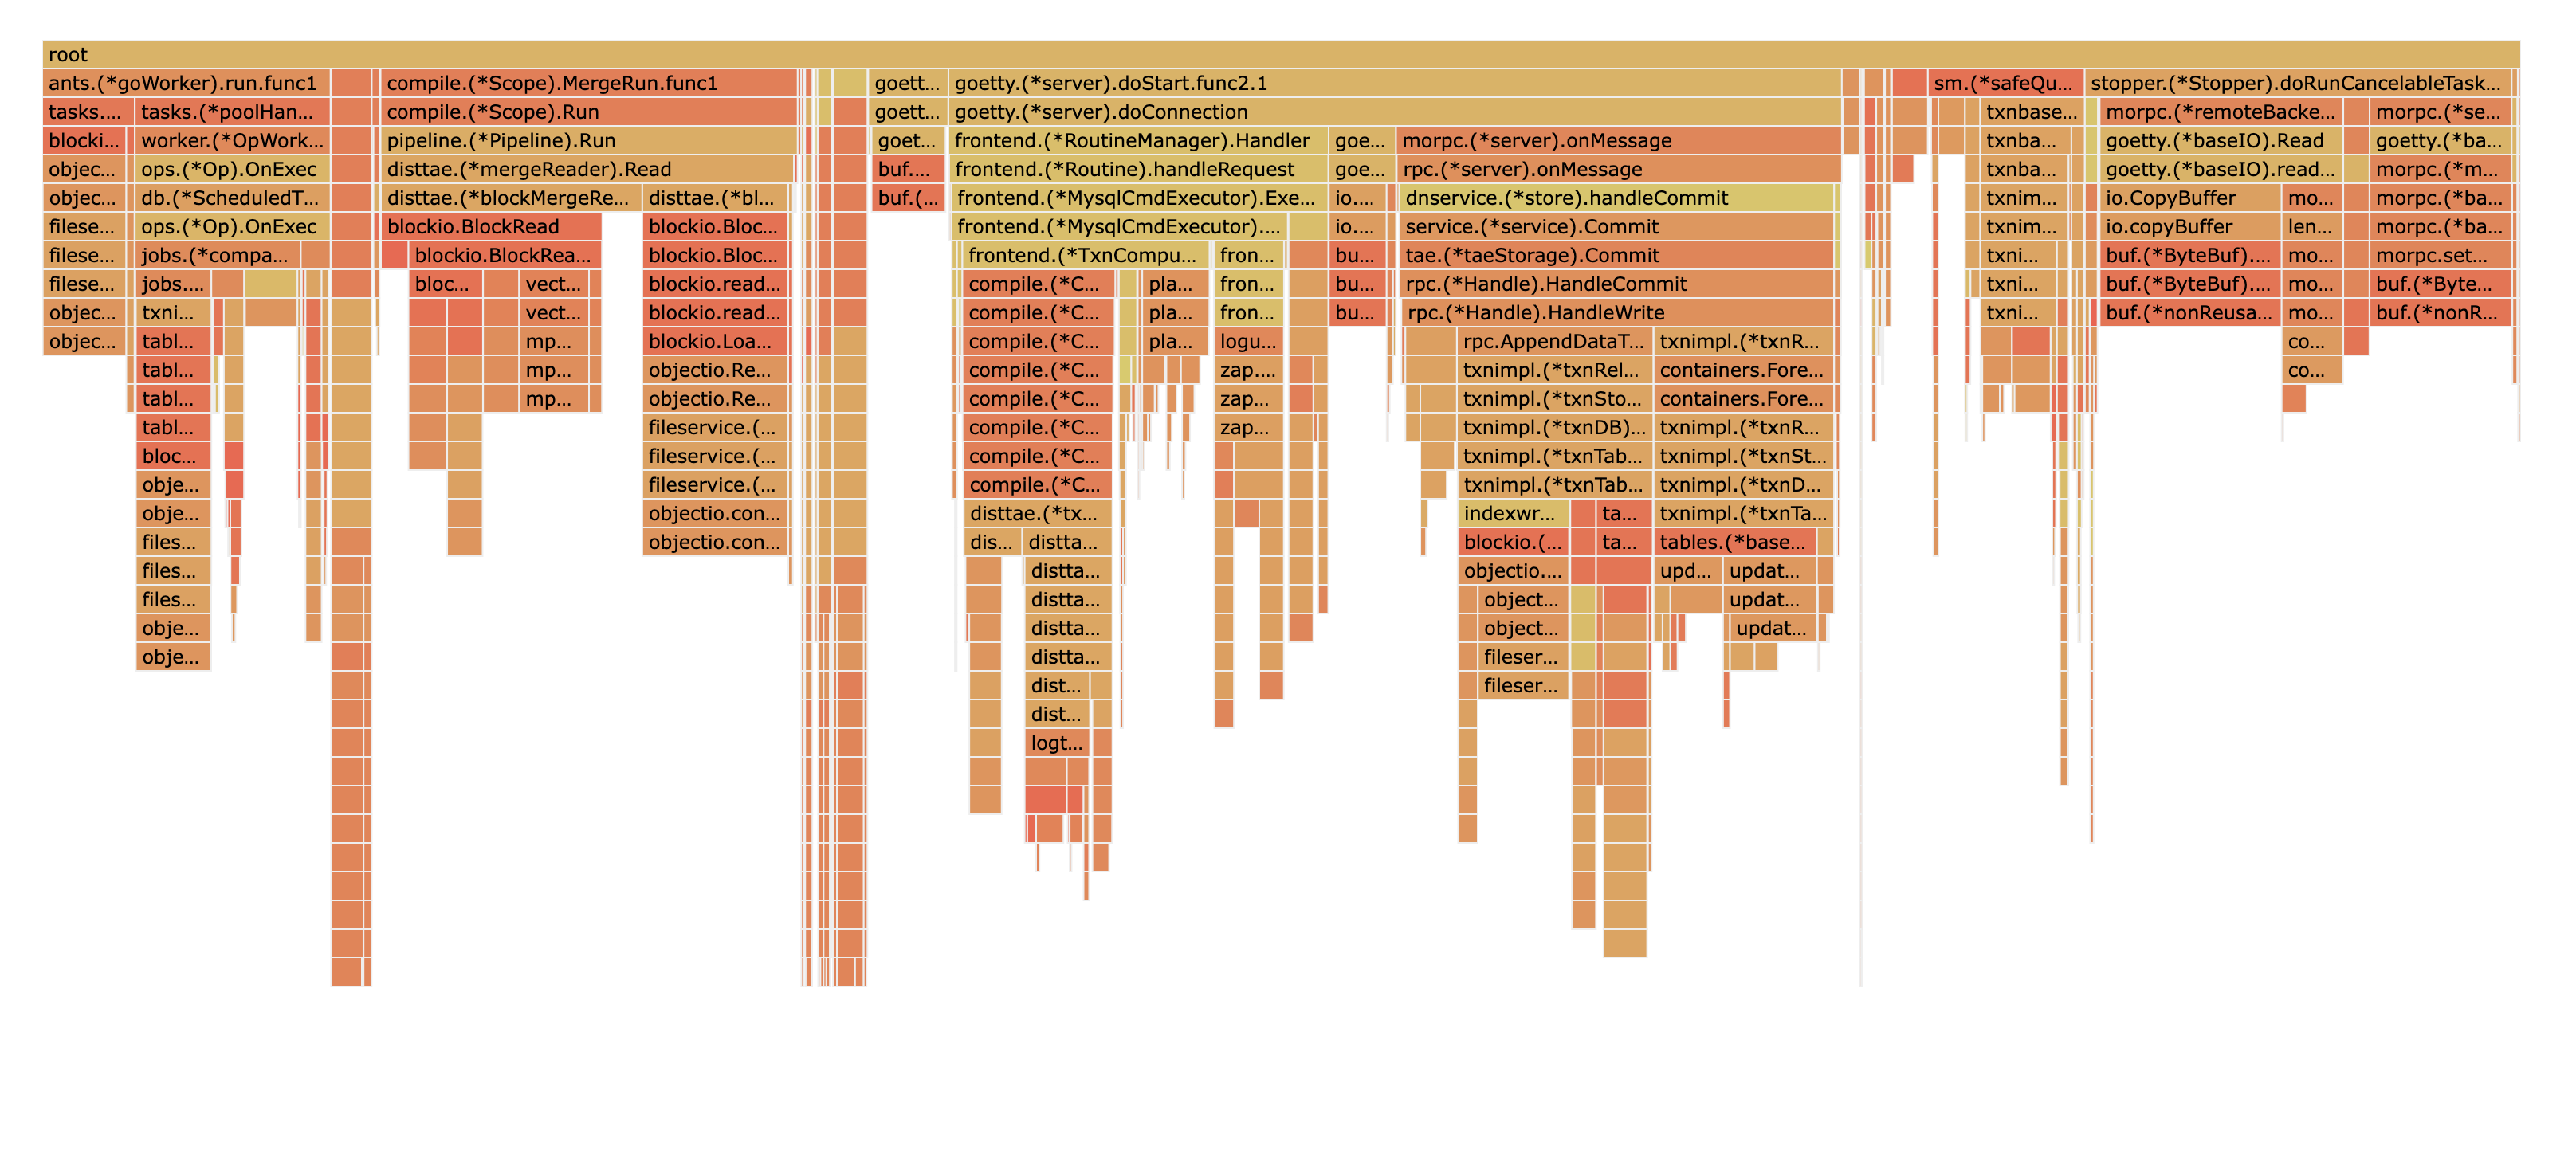 root
ants.(*goWorker).run.func1 compile.(*Scope).MergeRun.func1 goett... goetty.(*server).doStart.func2.1 sm.(*safeQu... stopper.(*Stopper).doRunCancelableTask...
tasks.... tasks.(*poolHan... compile.(*Scope).Run goett... goetty.(*server).doConnection txnbase... morpc.(*remoteBacke... morpc.(*se...
blocki... worker.(*OpWork... pipeline.(*Pipeline).Run goet... frontend.(*RoutineManager).Handler goe... morpc.(*server).onMessage txnba... goetty.(*baseIO).Read goetty.(*ba...
objec... ops.(*Op).OnExec disttae.(*mergeReader).Read buf.... frontend.(*Routine).handleRequest goe... rpc.(*server).onMessage txnba... goetty.(*baseIO).read... morpc.(*m...
objec... db.(*ScheduledT... disttae.(*blockMergeRe... disttae.(*bl... buf.(... frontend.(*MysqlCmdExecutor).Exe... io.... dnservice.(*store).handleCommit txnim... io.CopyBuffer mo... morpc.(*ba...
filese... ops.(*Op).OnExec blockio.BlockRead blockio.Bloc... frontend.(*MysqlCmdExecutor).... io.... service.(*service).Commit txnim... io.copyBuffer len... morpc.(*ba...
filese... jobs.(*compa... blockio.BlockRea... blockio.Bloc... frontend.(*TxnCompu... fron... bu... tae.(*taeStorage).Commit txni... buf.(*ByteBuf).... mo... morpc.set...
filese... jobs.... bloc... vect... blockio.read... compile.(*C... pla... fron... bu... rpc.(*Handle).HandleCommit txni... buf.(*ByteBuf).... mo... buf.(*Byte...
objec... txni... vect... blockio.read... compile.(*C... pla... fron... bu... rpc.(*Handle).HandleWrite txni... buf.(*nonReusa... mo... buf.(*nonR...
objec... tabl... mp... blockio.Loa... compile.(*C... pla... logu... rpc.AppendDataT... txnimpl.(*txnR... co...
tabl... mp... objectio.Re... compile.(*C... zap.... txnimpl.(*txnRel... containers.Fore... co...
tabl... mp... objectio.Re... compile.(*C... zap... txnimpl.(*txnSto... containers.Fore...
tabl... fileservice.(... compile.(*C... zap... txnimpl.(*txnDB)... txnimpl.(*txnR...
bloc... fileservice.(... compile.(*C... txnimpl.(*txnTab... txnimpl.(*txnSt...
obje... fileservice.(... compile.(*C... txnimpl.(*txnTab... txnimpl.(*txnD...
obje... objectio.con... disttae.(*tx... indexwr... ta... txnimpl.(*txnTa...
files... objectio.con... dis... distta... blockio.(... ta... tables.(*base...
files... distta... objectio.... upd... updat...
files... distta... object... updat...
obje... distta... object... updat...
obje... distta... fileser...
dist... fileser...
dist...
logt...